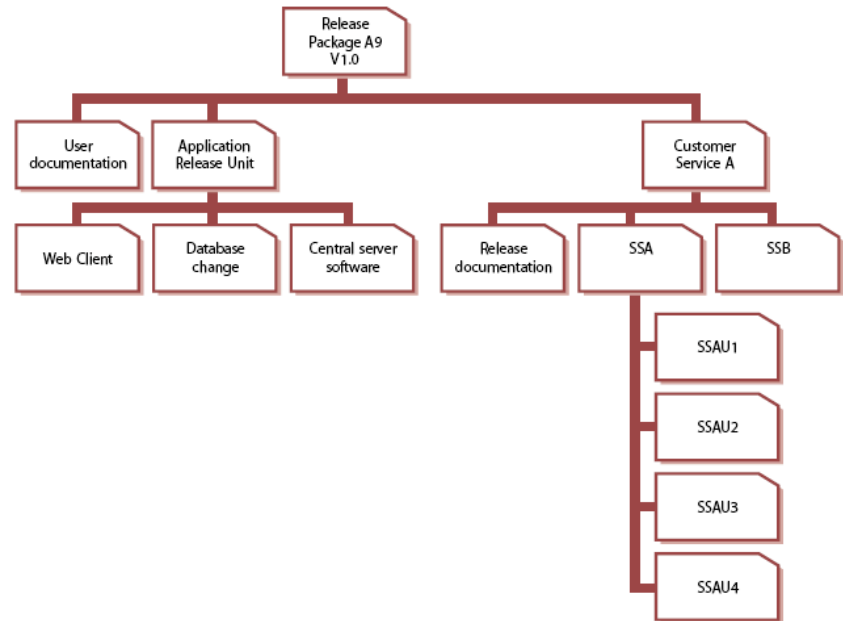 Release
Package A9
V1.0
User
documentation
Application
Release Unit
Customer
Service A
Web Client
Database
change
Central server
software
Release
documentation
SSA
SSB
SSAU1
SSAU2
SSAU3
SSAU4